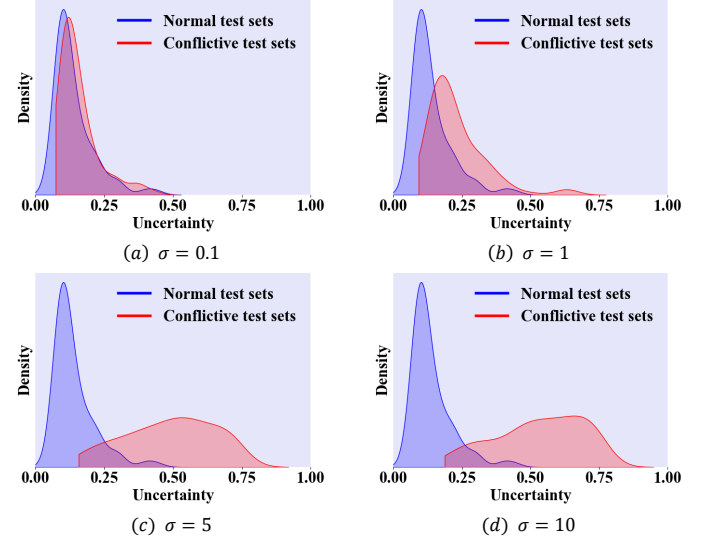 Normal test sets
Conflictive test sets
Density
0.00 0.25 0.50 0.75 1.00
Uncertainty
(a) σ = 0.1
Normal test sets
Conflictive test sets
Density
0.00 0.25 0.50 0.75 1.00
Uncertainty
(b) σ = 1
Normal test sets
Conflictive test sets
Density
0.00 0.25 0.50 0.75 1.00
Uncertainty
(c) σ = 5
Normal test sets
Conflictive test sets
Density
0.00 0.25 0.50 0.75 1.00
Uncertainty
(d) σ = 10